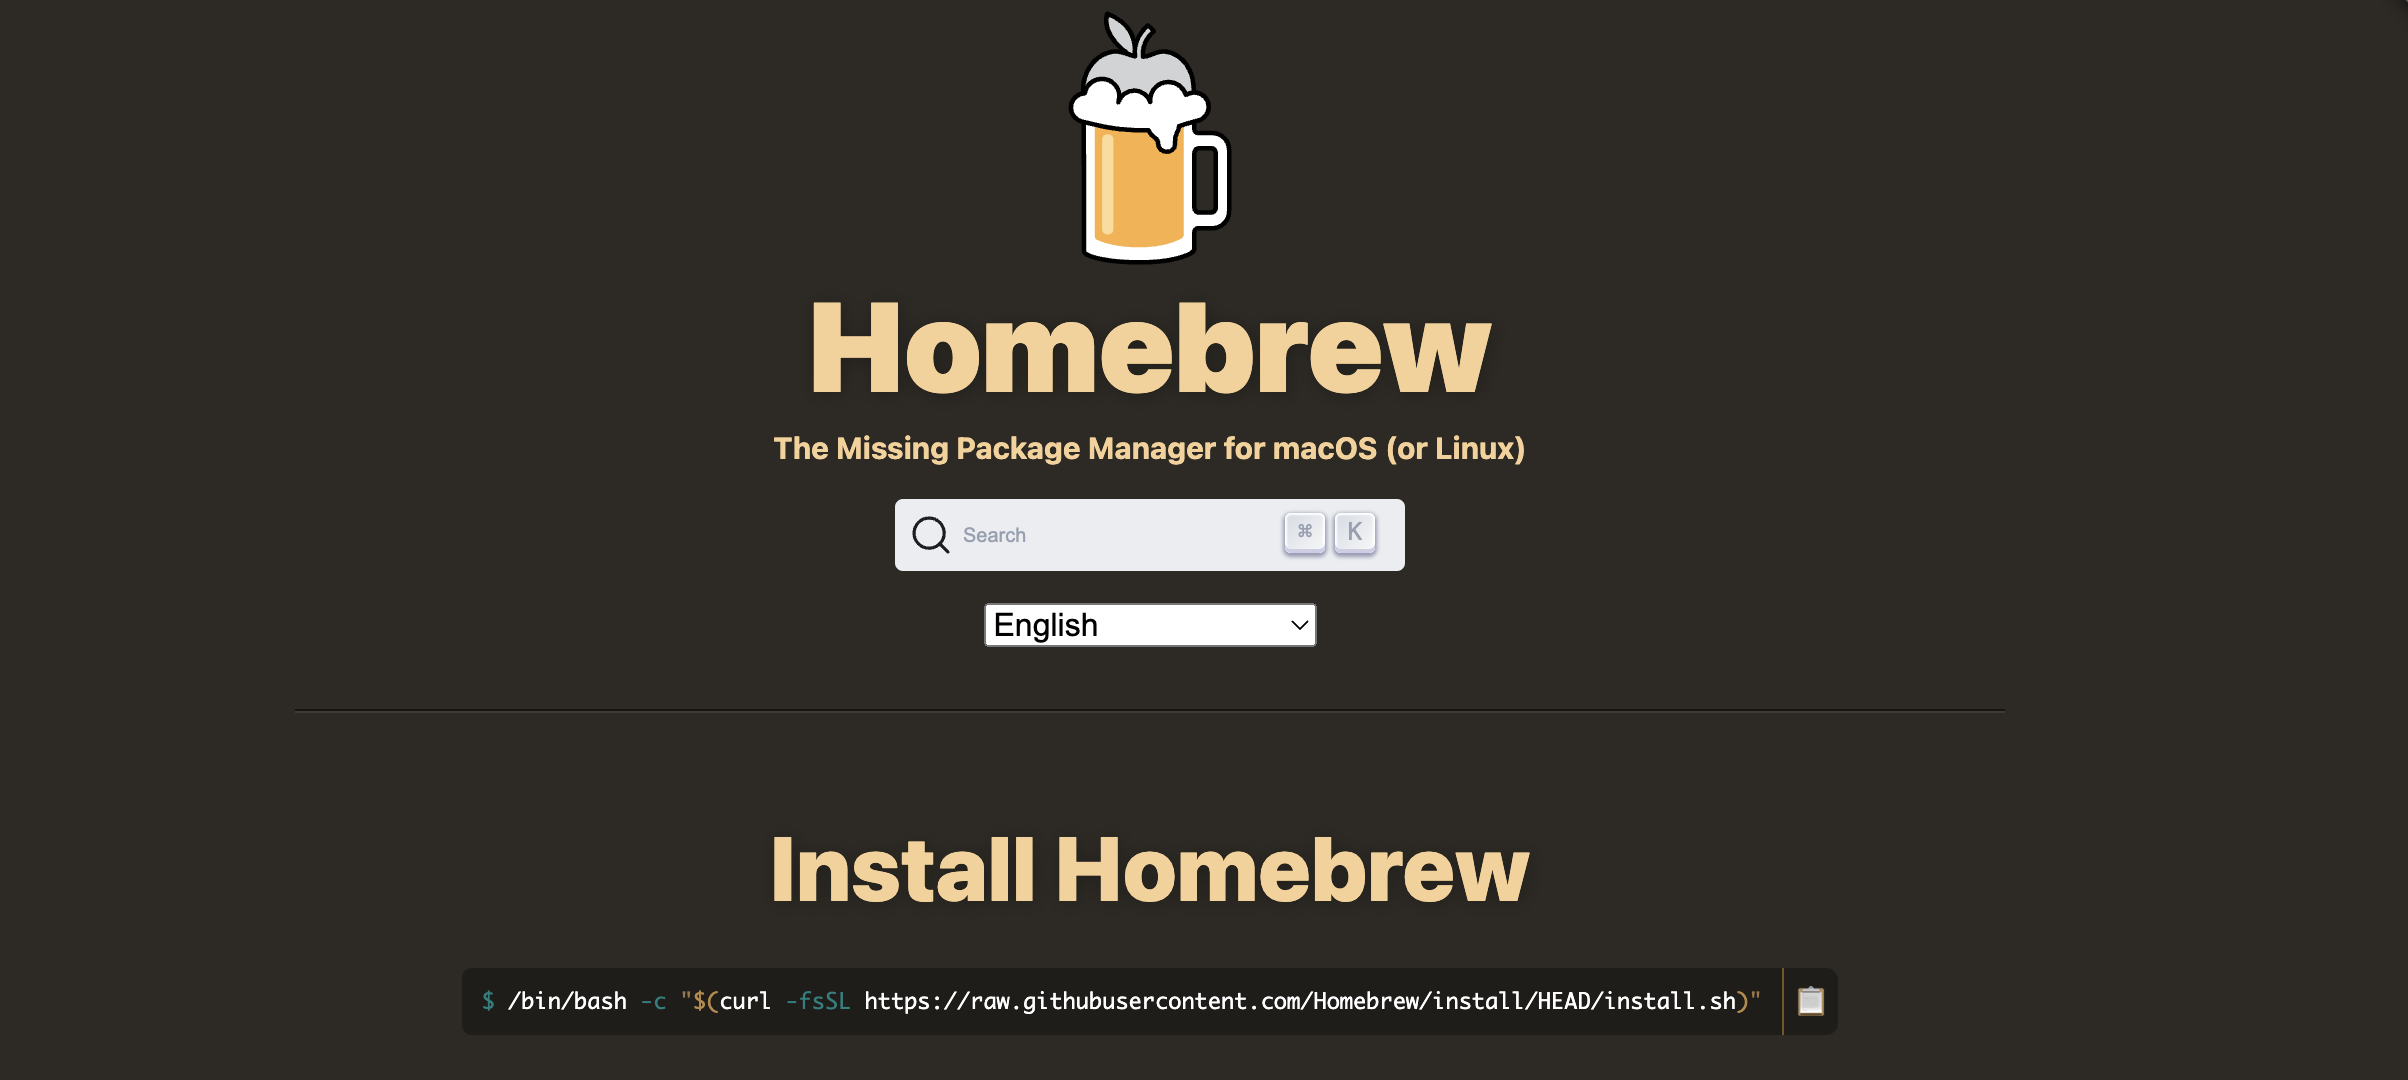 Homebrew
The Missing Package Manager for macOS (or Linux)
Search ⌘ K
English
Install Homebrew
$ /bin/bash -c "$(curl -fsSL https://raw.githubusercontent.com/Homebrew/install/HEAD/install.sh)"